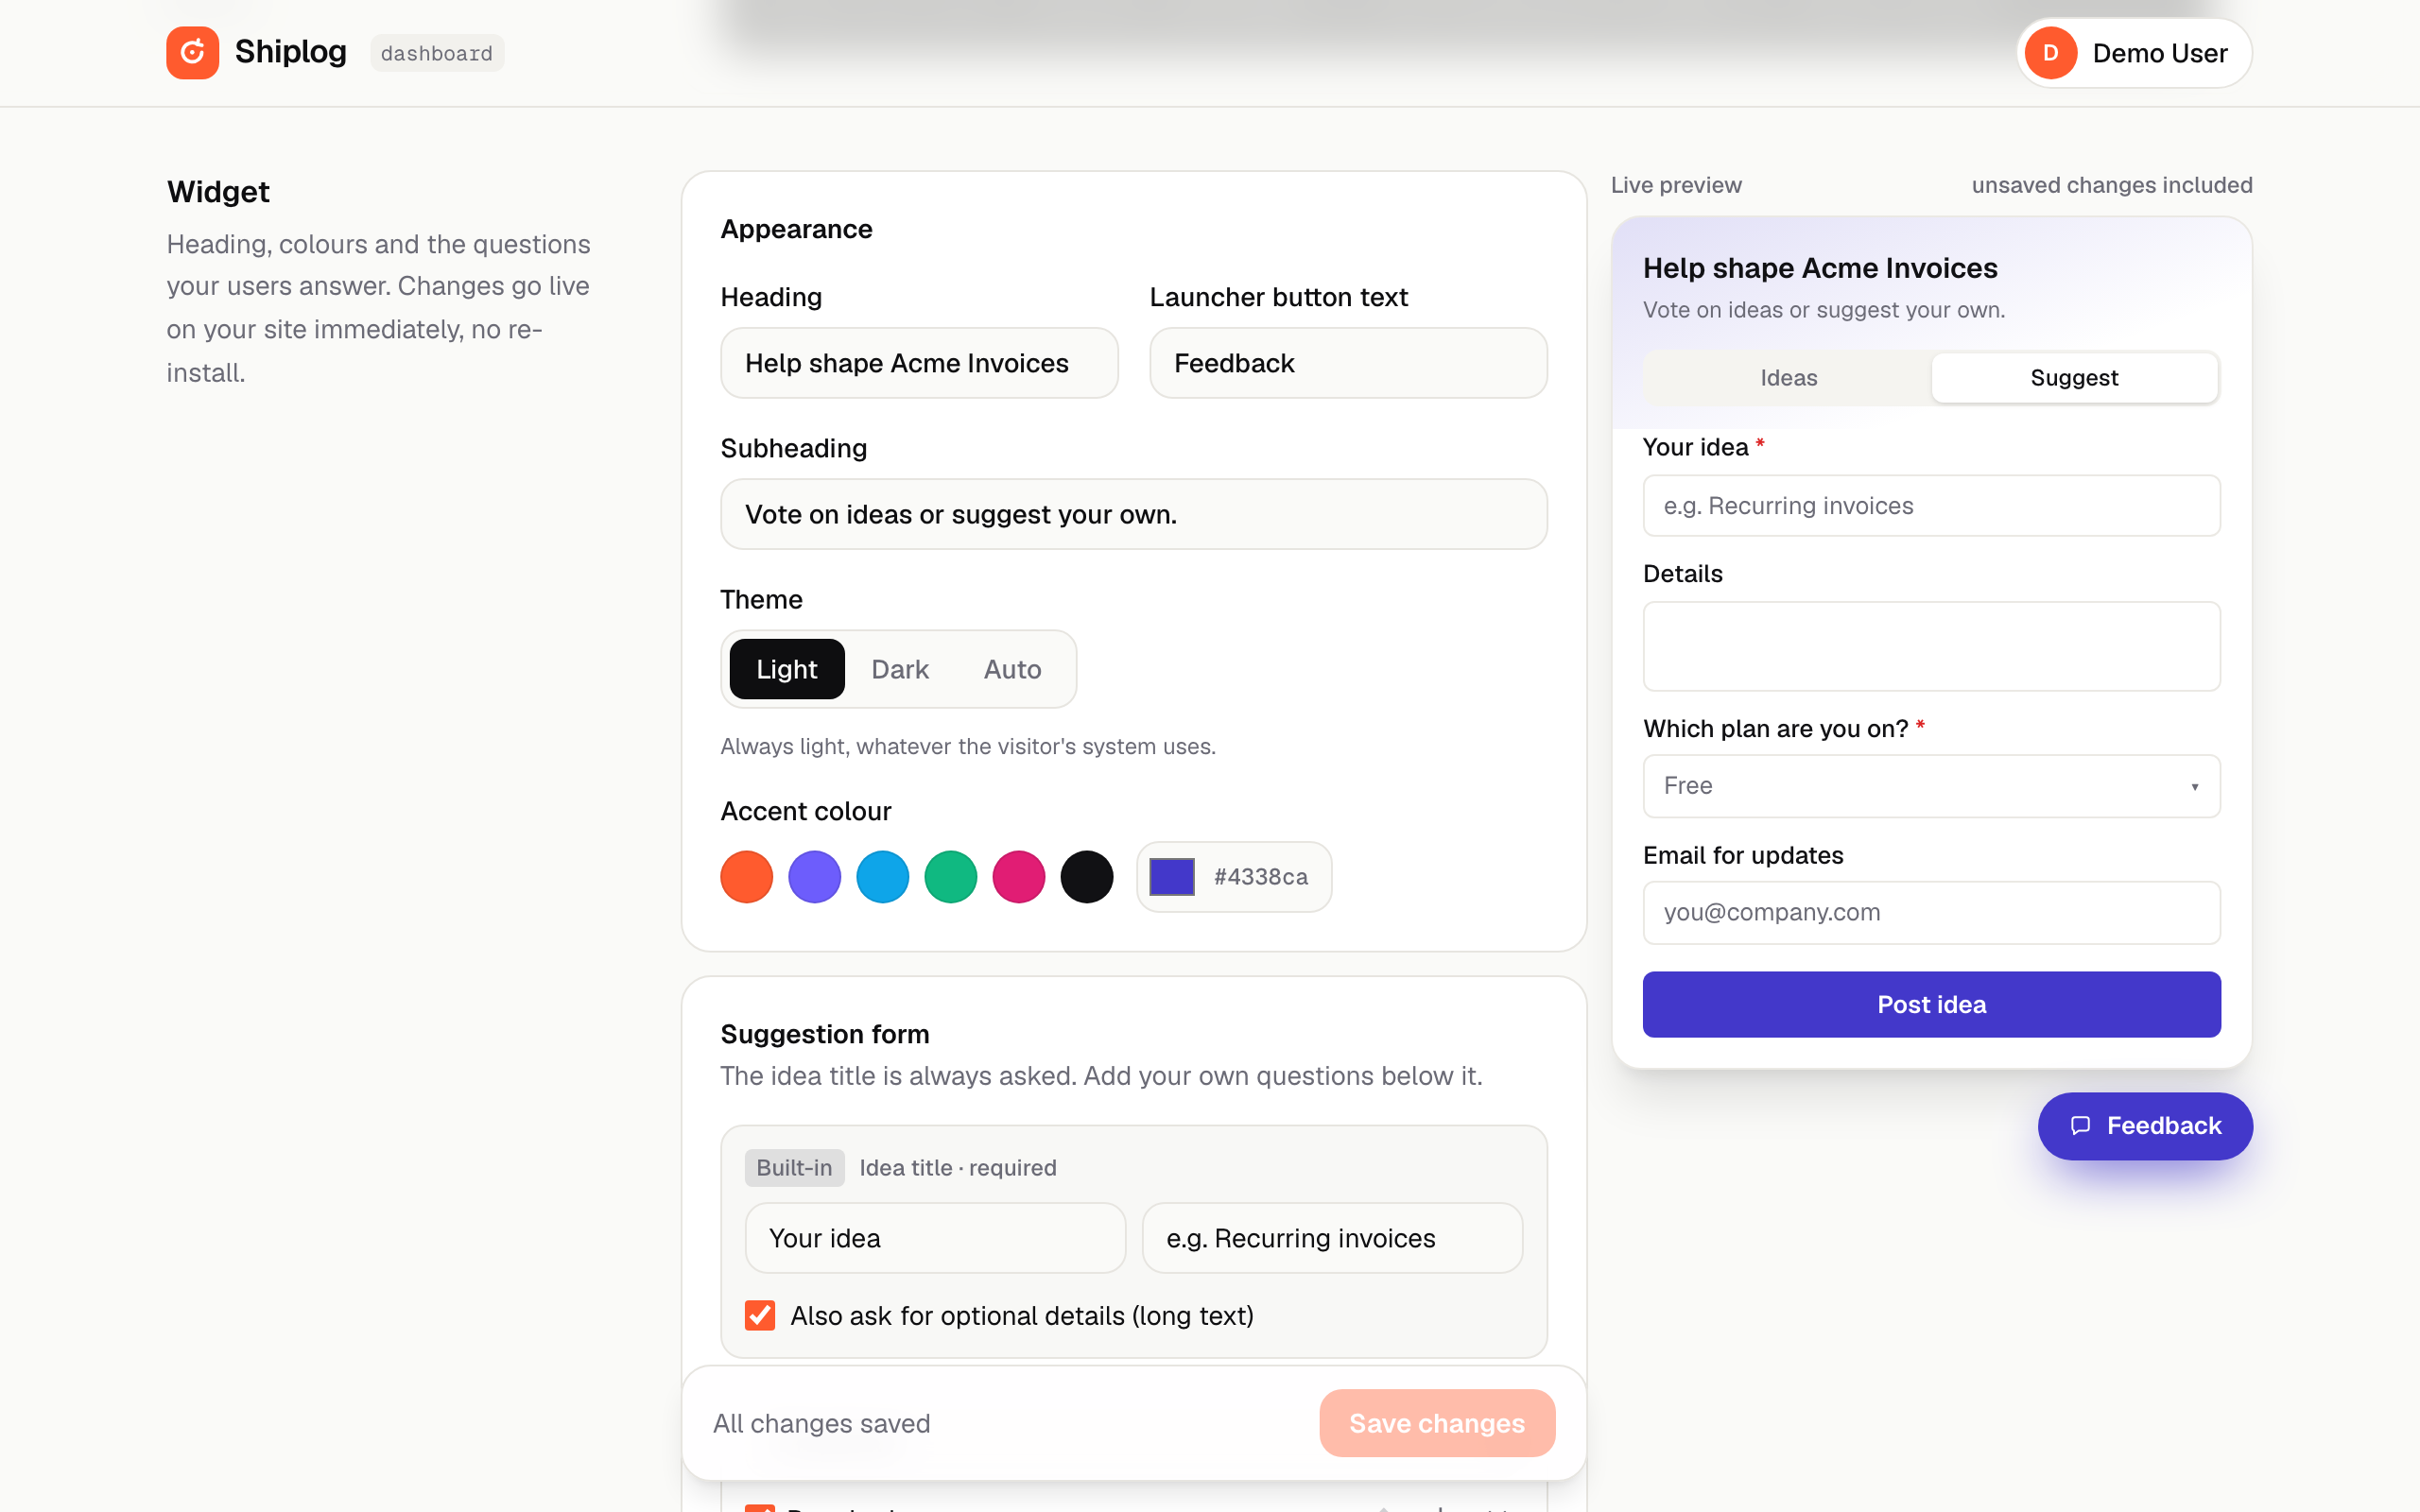 Shiplog dashboard
Demo User
Widget
Heading, colours and the questions
your users answer. Changes go live
on your site immediately, no re-
install.
Appearance
Heading
Help shape Acme Invoices
Launcher button text
Feedback
Subheading
Vote on ideas or suggest your own.
Theme
Light Dark Auto
Always light, whatever the visitor's system uses.
Accent colour
#4338ca
Suggestion form
The idea title is always asked. Add your own questions below it.
Built-in Idea title · required
Your idea
e.g. Recurring invoices
Also ask for optional details (long text)
All changes saved
Save changes
Live preview
unsaved changes included
Help shape Acme Invoices
Vote on ideas or suggest your own.
Ideas Suggest
Your idea *
e.g. Recurring invoices
Details
Which plan are you on? *
Free
Email for updates
you@company.com
Post idea
Feedback
D